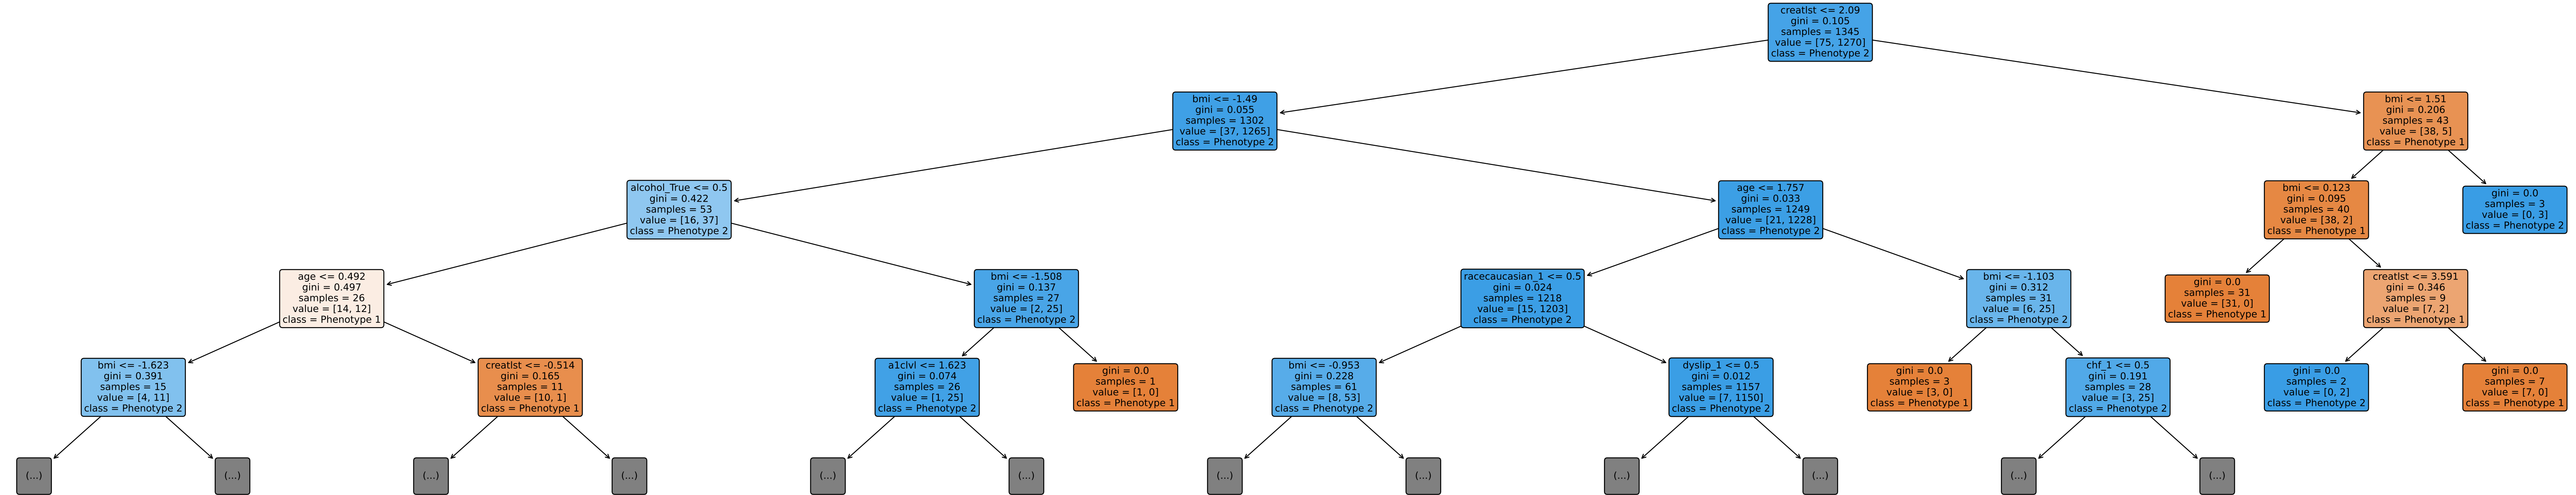 creatlst <= 2.09
gini = 0.105
samples = 1345
value = [75, 1270]
class = Phenotype 2
bmi <= -1.49
gini = 0.055
samples = 1302
value = [37, 1265]
class = Phenotype 2
bmi <= 1.51
gini = 0.206
samples = 43
value = [38, 5]
class = Phenotype 1
alcohol_True <= 0.5
gini = 0.422
samples = 53
value = [16, 37]
class = Phenotype 2
age <= 1.757
gini = 0.033
samples = 1249
value = [21, 1228]
class = Phenotype 2
bmi <= 0.123
gini = 0.095
samples = 40
value = [38, 2]
class = Phenotype 1
gini = 0.0
samples = 3
value = [0, 3]
class = Phenotype 2
age <= 0.492
gini = 0.497
samples = 26
value = [14, 12]
class = Phenotype 1
bmi <= -1.508
gini = 0.137
samples = 27
value = [2, 25]
class = Phenotype 2
racecaucasian_1 <= 0.5
gini = 0.024
samples = 1218
value = [15, 1203]
class = Phenotype 2
bmi <= -1.103
gini = 0.312
samples = 31
value = [6, 25]
class = Phenotype 2
gini = 0.0
samples = 31
value = [31, 0]
class = Phenotype 1
creatlst <= 3.591
gini = 0.346
samples = 9
value = [7, 2]
class = Phenotype 1
bmi <= -1.623
gini = 0.391
samples = 15
value = [4, 11]
class = Phenotype 2
creatlst <= -0.514
gini = 0.165
samples = 11
value = [10, 1]
class = Phenotype 1
a1clvl <= 1.623
gini = 0.074
samples = 26
value = [1, 25]
class = Phenotype 2
gini = 0.0
samples = 1
value = [1, 0]
class = Phenotype 1
bmi <= -0.953
gini = 0.228
samples = 61
value = [8, 53]
class = Phenotype 2
dyslip_1 <= 0.5
gini = 0.012
samples = 1157
value = [7, 1150]
class = Phenotype 2
gini = 0.0
samples = 3
value = [3, 0]
class = Phenotype 1
chf_1 <= 0.5
gini = 0.191
samples = 28
value = [3, 25]
class = Phenotype 2
gini = 0.0
samples = 2
value = [0, 2]
class = Phenotype 2
gini = 0.0
samples = 7
value = [7, 0]
class = Phenotype 1
(...)
(...)
(...)
(...)
(...)
(...)
(...)
(...)
(...)
(...)
(...)
(...)